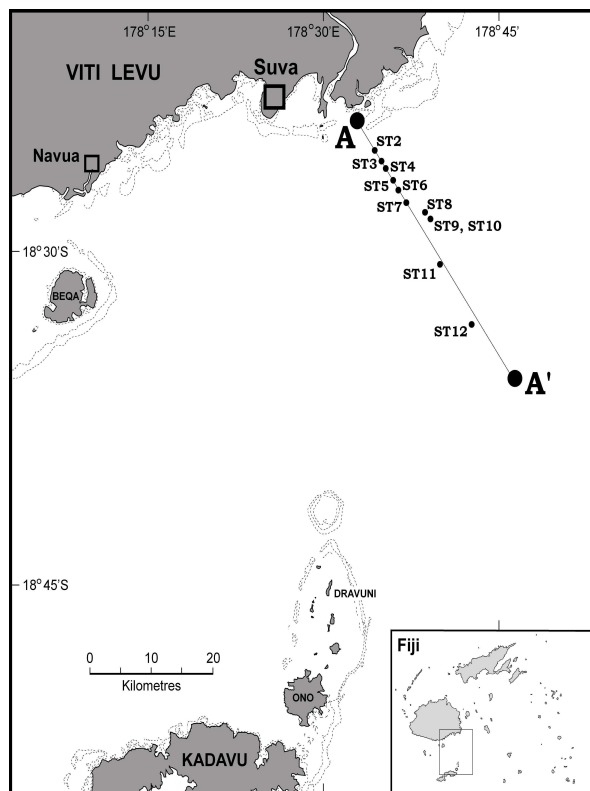 178°15'E
178°30'E
178°45'
VITI LEVU
Suva
Navua
A
ST2
ST3
ST4
ST5
ST6
ST7
ST8
ST9, ST10
18°30'S
ST11
BEQA
ST12
A'
18°45'S
DRAVUNI
0 10 20
Kilometres
ONO
KADAVU
Fiji